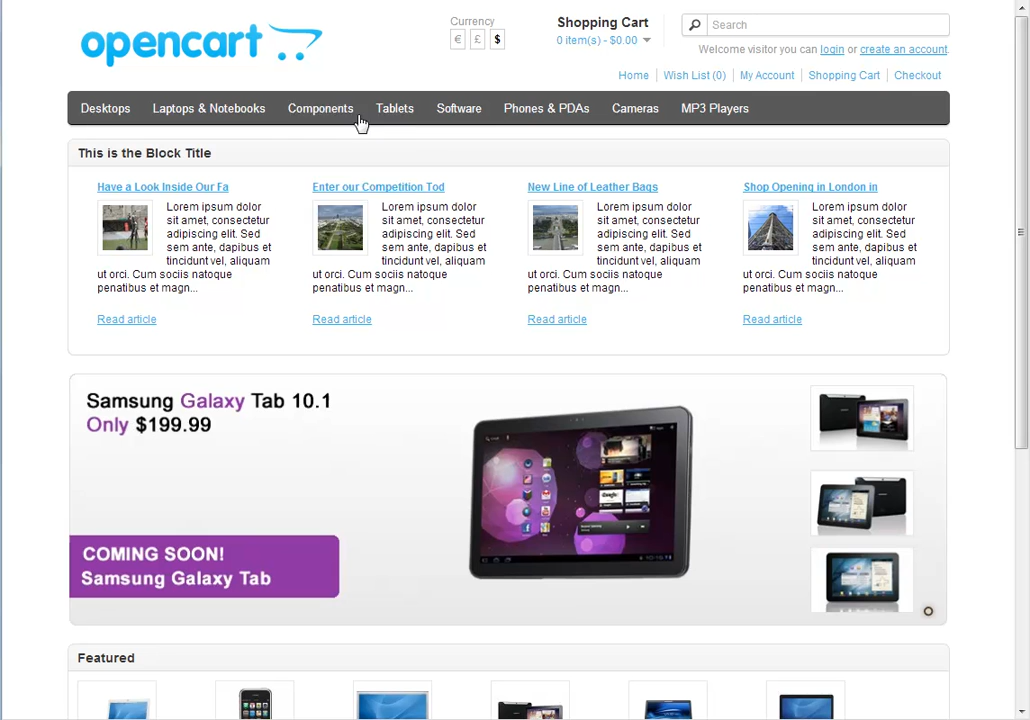 opencart
Currency
€ £ $
Shopping Cart
0 item(s) - $0.00
Search
Welcome visitor you can login or create an account.
Home Wish List (0) My Account Shopping Cart Checkout
Desktops Laptops & Notebooks Components Tablets Software Phones & PDAs Cameras MP3 Players
This is the Block Title
Have a Look Inside Our Fa
Lorem ipsum dolor
sit amet, consectetur
adipiscing elit. Sed
sem ante, dapibus et
tincidunt vel, aliquam
ut orci. Cum sociis natoque
penatibus et magn...
Read article
Enter our Competition Tod
Lorem ipsum dolor
sit amet, consectetur
adipiscing elit. Sed
sem ante, dapibus et
tincidunt vel, aliquam
ut orci. Cum sociis natoque
penatibus et magn...
Read article
New Line of Leather Bags
Lorem ipsum dolor
sit amet, consectetur
adipiscing elit. Sed
sem ante, dapibus et
tincidunt vel, aliquam
ut orci. Cum sociis natoque
penatibus et magn...
Read article
Shop Opening in London in
Lorem ipsum dolor
sit amet, consectetur
adipiscing elit. Sed
sem ante, dapibus et
tincidunt vel, aliquam
ut orci. Cum sociis natoque
penatibus et magn...
Read article
Samsung Galaxy Tab 10.1
Only $199.99
COMING SOON!
Samsung Galaxy Tab
Featured